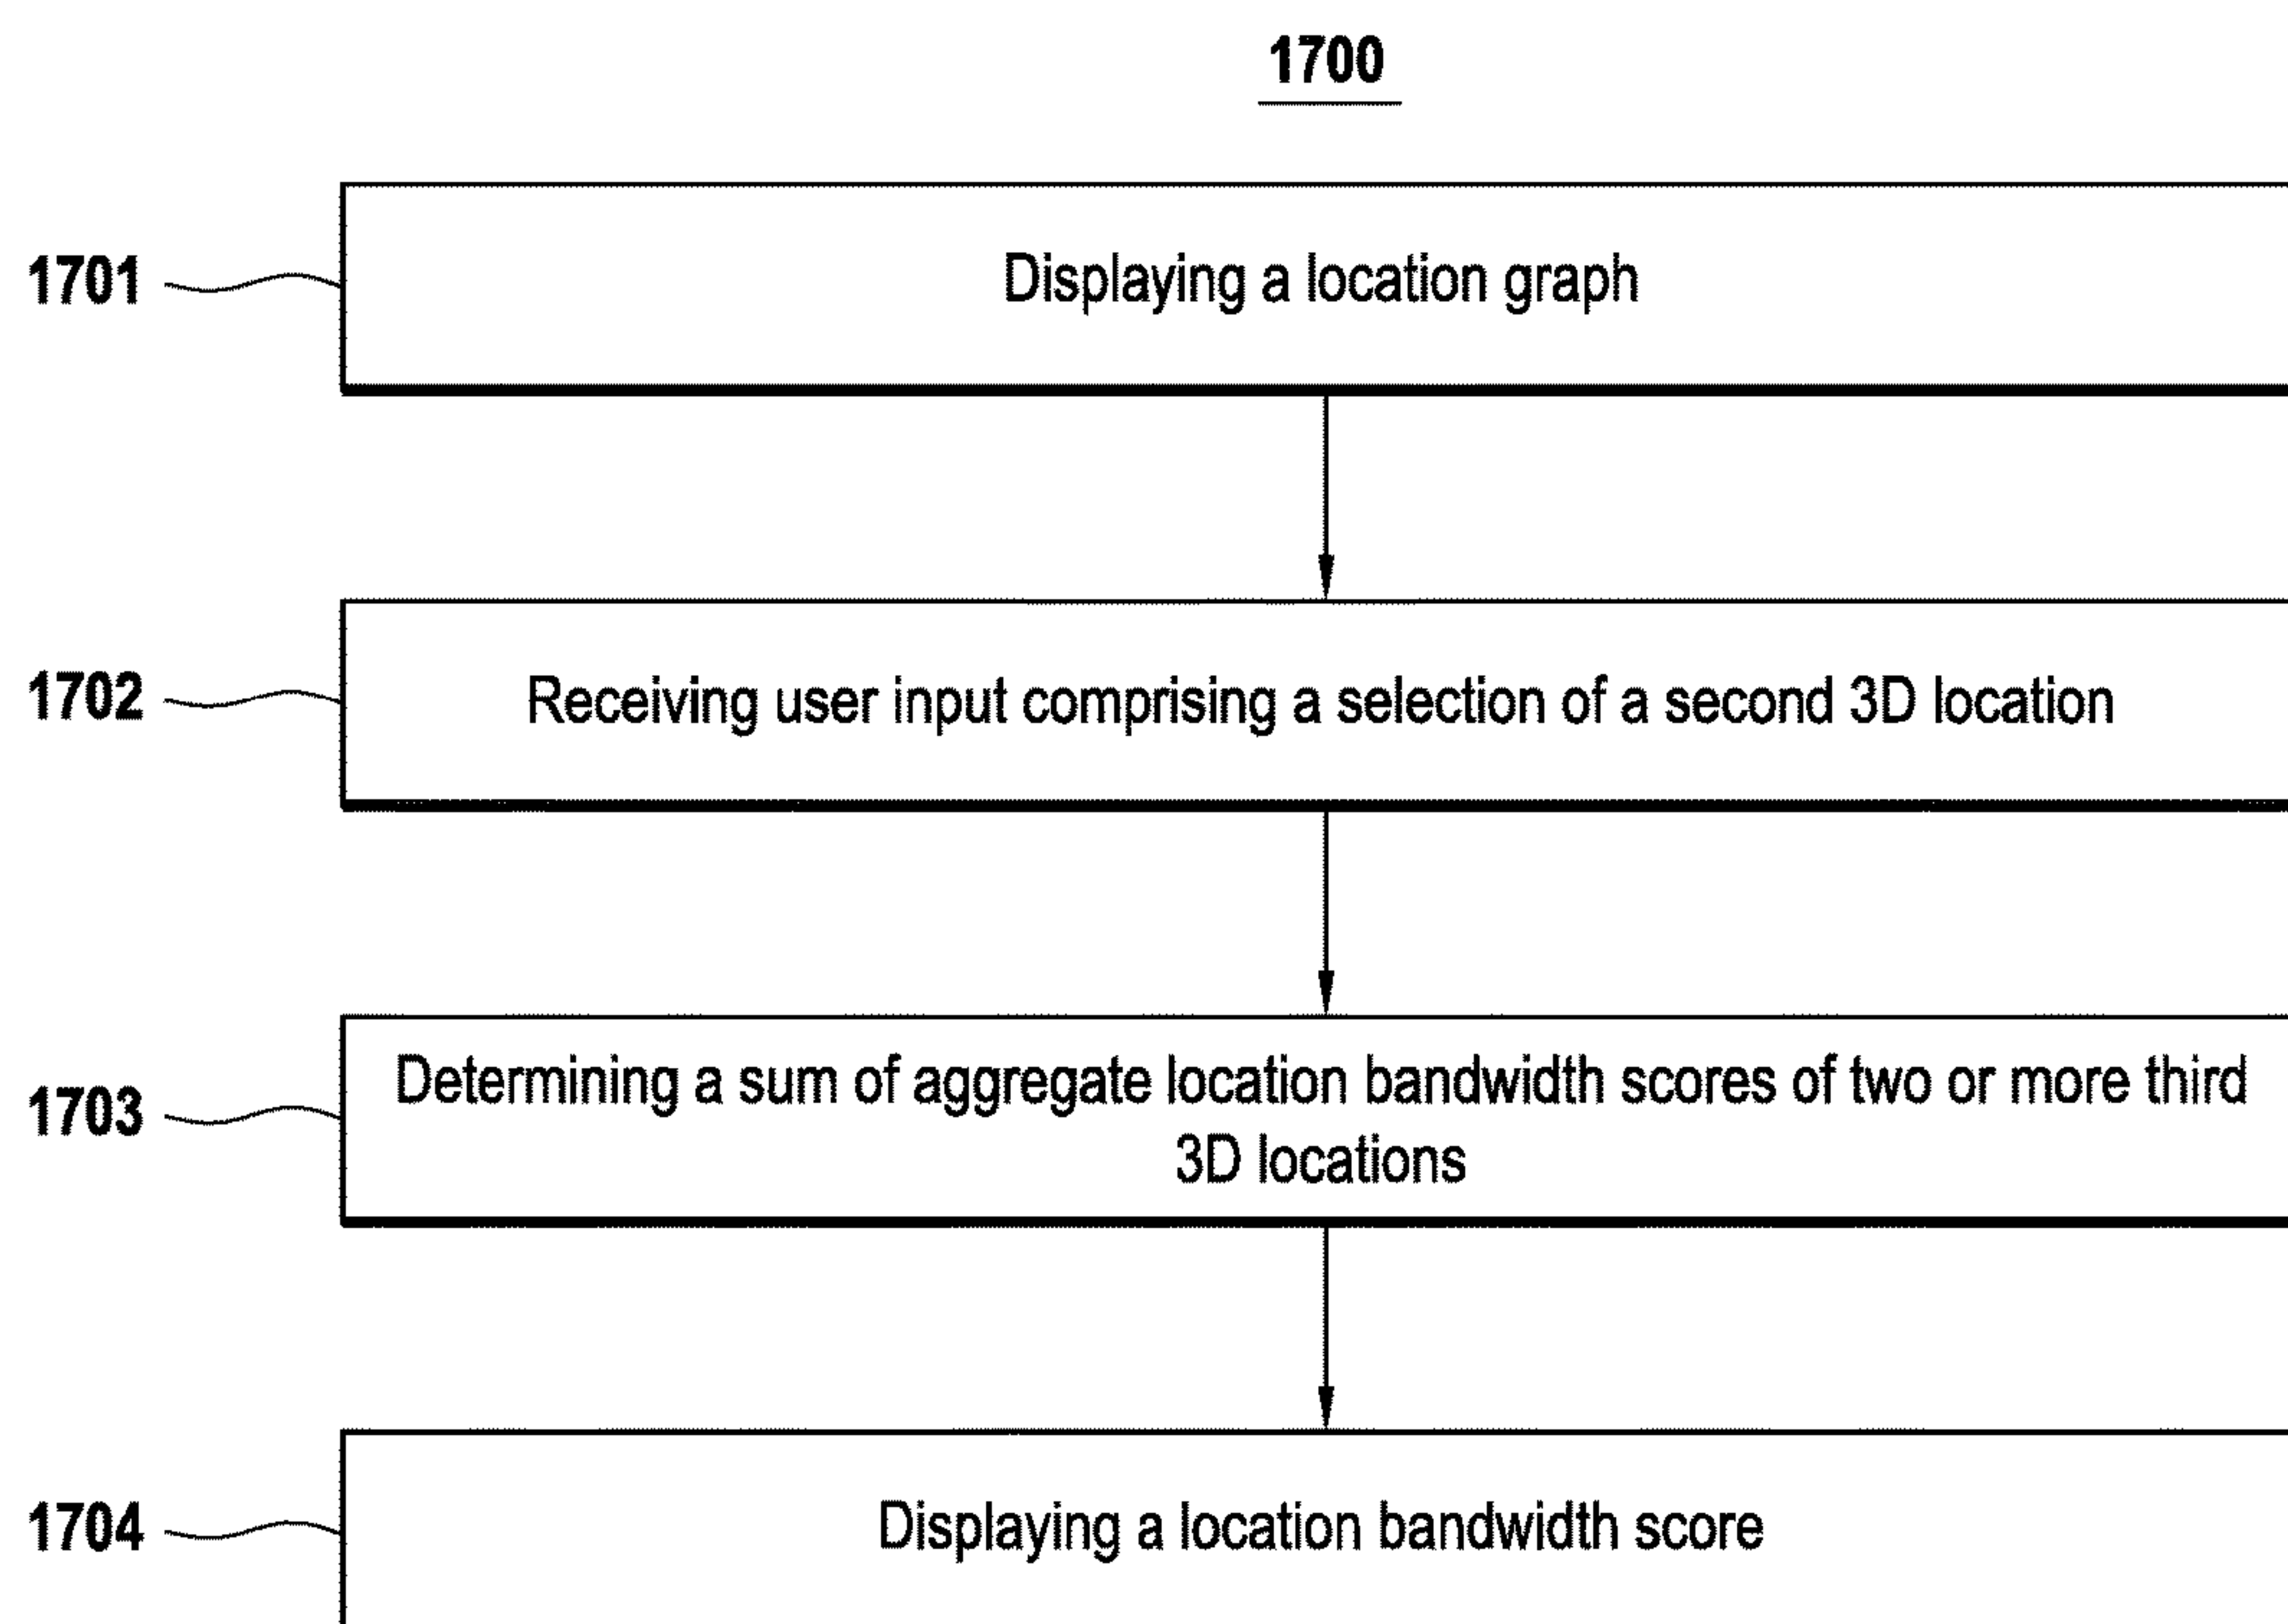 1700
1701
Displaying a location graph
1702
Receiving user input comprising a selection of a second 3D location
1703
Determining a sum of aggregate location bandwidth scores of two or more third
3D locations
1704
Displaying a location bandwidth score